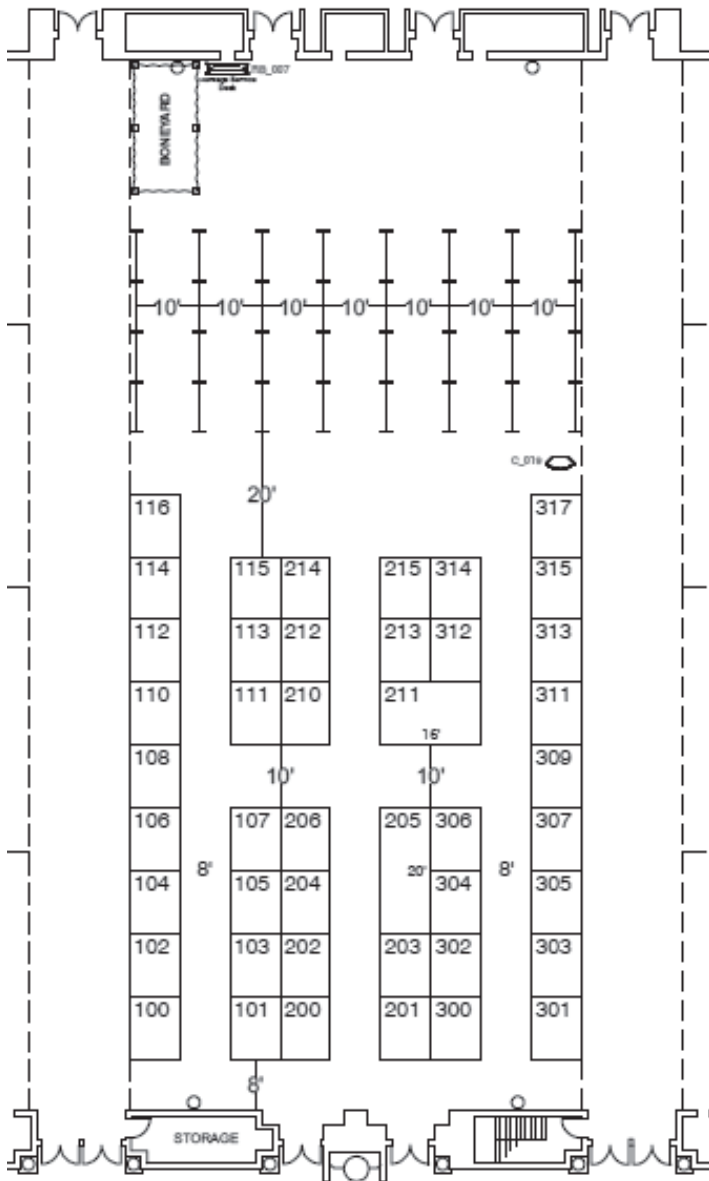 BONEYARD
10' 10' 10' 10' 10' 10' 10'
20'
116 317
114 115 214 215 314 315
112 113 212 213 312 313
110 111 210 211 311
16'
108 10' 10' 309
106 107 206 205 306 307
8' 20' 8'
104 105 204 304 305
102 103 202 203 302 303
100 101 200 201 300 301
8'
STORAGE